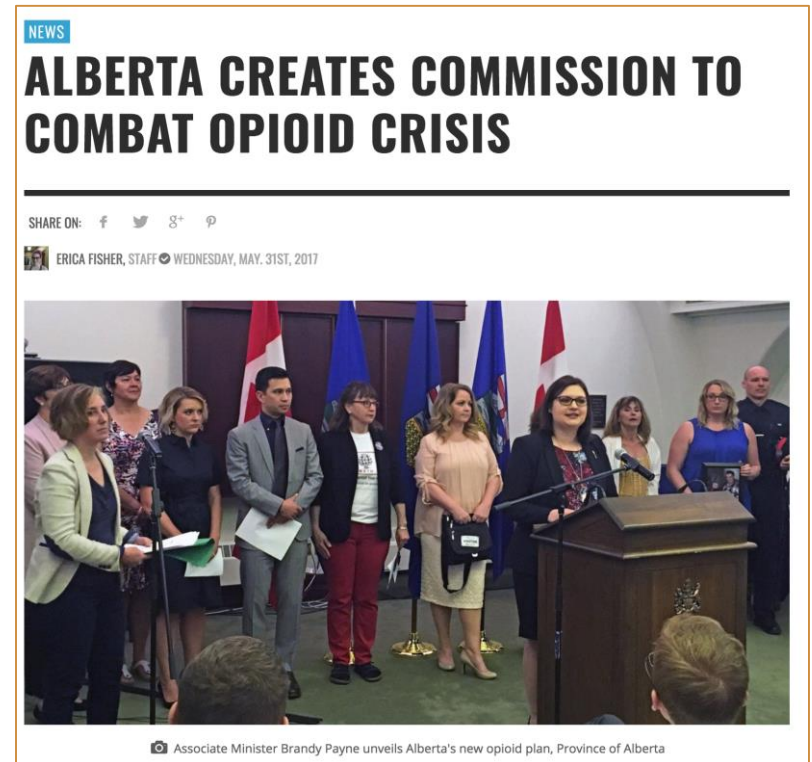 NEWS
ALBERTA CREATES COMMISSION TO
COMBAT OPIOID CRISIS
SHARE ON:
ERICA FISHER, STAFF WEDNESDAY, MAY. 31ST, 2017
Associate Minister Brandy Payne unveils Alberta's new opioid plan, Province of Alberta